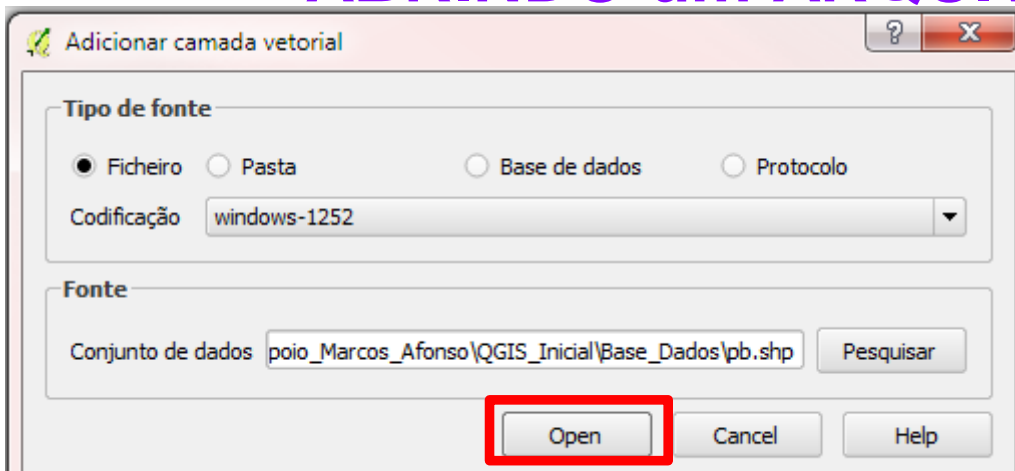 Adicionar camada vetorial
Tipo de fonte
Ficheiro Pasta Base de dados Protocolo
Codificação windows-1252
Fonte
Conjunto de dados poio_Marcos_Afonso\QGIS_Inicial\Base_Dados\pb.shp Pesquisar
Open Cancel Help